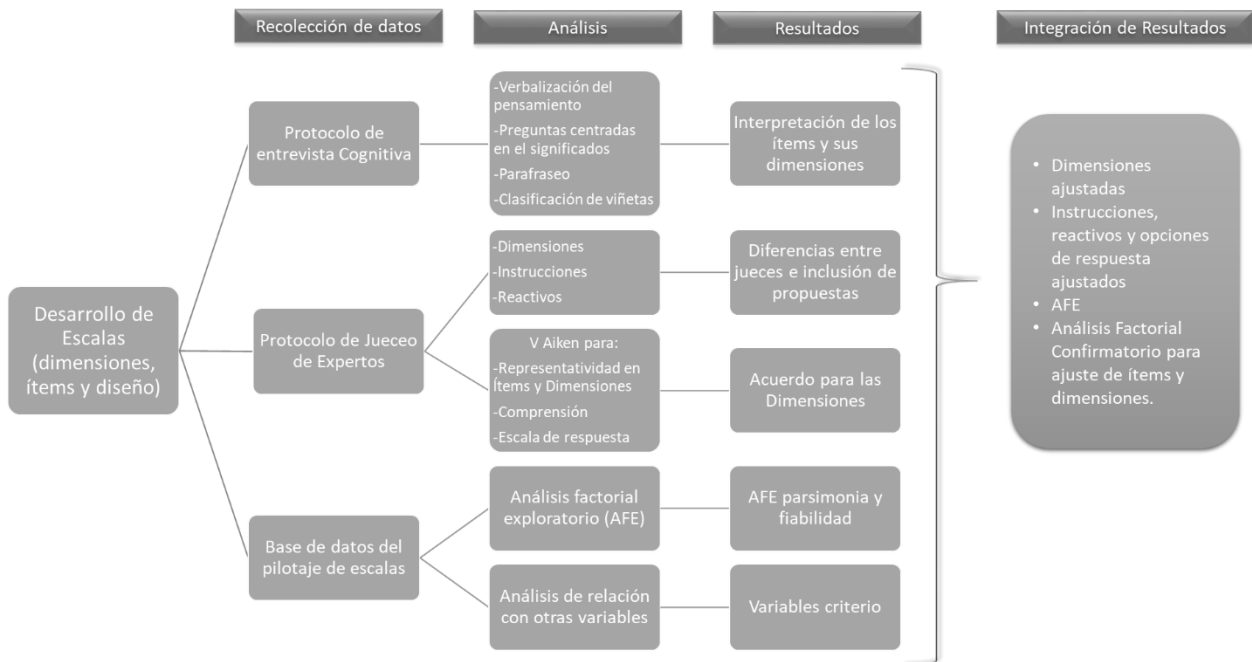 Recolección de datos
Análisis
Resultados
Integración de Resultados
Desarrollo de
Escalas
(dimensiones,
ítems y diseño)
Protocolo de
entrevista Cognitiva
-Verbalización del
pensamiento
-Preguntas centradas
en el significados
-Parafraseo
-Clasificación de viñetas
Interpretación de los
ítems y sus
dimensiones
Protocolo de Jueceo
de Expertos
-Dimensiones
-Instrucciones
-Reactivos
Diferencias entre
jueces e inclusión de
propuestas
V Aiken para:
-Representatividad en
Ítems y Dimensiones
-Comprensión
-Escala de respuesta
Acuerdo para las
Dimensiones
Base de datos del
pilotaje de escalas
Análisis factorial
exploratorio (AFE)
AFE parsimonia y
fiabilidad
Análisis de relación
con otras variables
Variables criterio
• Dimensiones
ajustadas
• Instrucciones,
reactivos y opciones
de respuesta
ajustados
• AFE
• Análisis Factorial
Confirmatorio para
ajuste de ítems y
dimensiones.